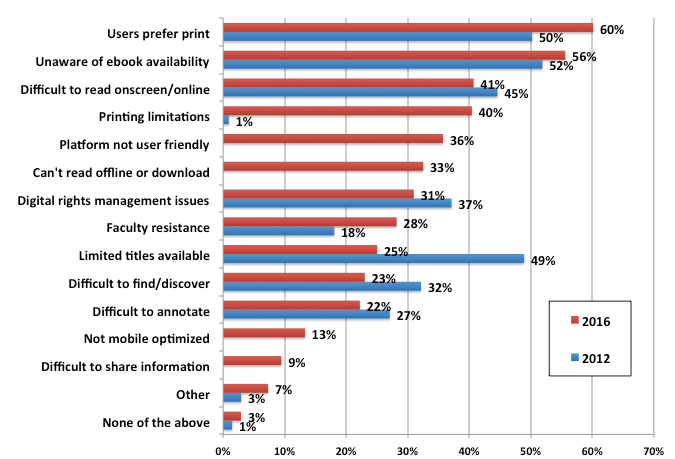 Users prefer print 60%
50%
Unaware of ebook availability 56%
52%
Difficult to read onscreen/online 41%
45%
Printing limitations 40%
1%
Platform not user friendly 36%
Can't read offline or download 33%
Digital rights management issues 31%
37%
Faculty resistance 28%
18%
Limited titles available 25%
49%
Difficult to find/discover 23%
32%
Difficult to annotate 22%
27%
Not mobile optimized 13%
Difficult to share information 9%
Other 7%
3%
None of the above 3%
1%
2016
2012
0% 10% 20% 30% 40% 50% 60% 70%